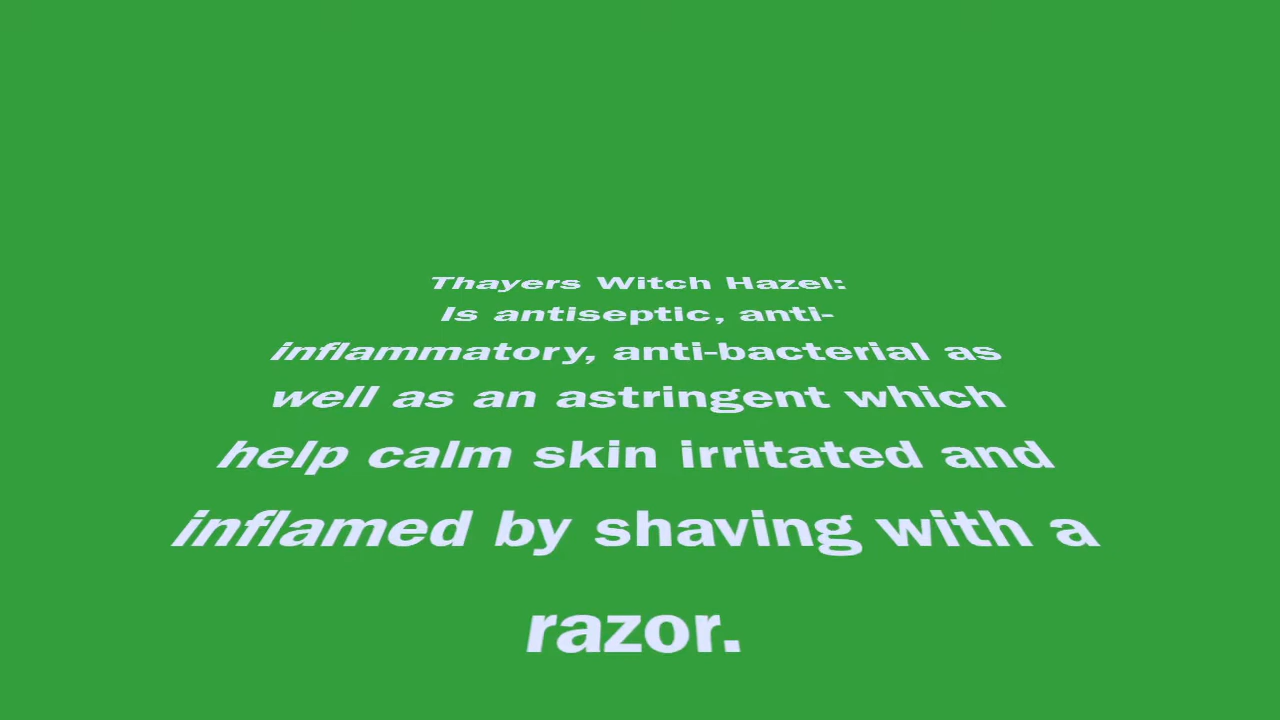 Thayers Witch Hazel:
Is antiseptic, anti-
inflammatory, anti-bacterial as
well as an astringent which
help calm skin irritated and
inflamed by shaving with a
razor.